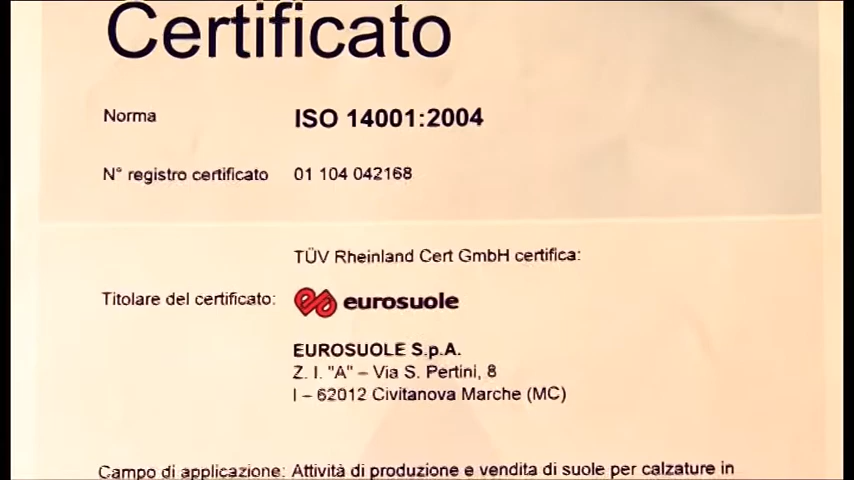 Certificato
Norma ISO 14001:2004
N° registro certificato 01 104 042168
TÜV Rheinland Cert GmbH certifica:
Titolare del certificato: eurosuole
EUROSUOLE S.p.A.
Z. I. "A" – Via S. Pertini, 8
I – 62012 Civitanova Marche (MC)
Campo di applicazione: Attività di produzione e vendita di suole per calzature in